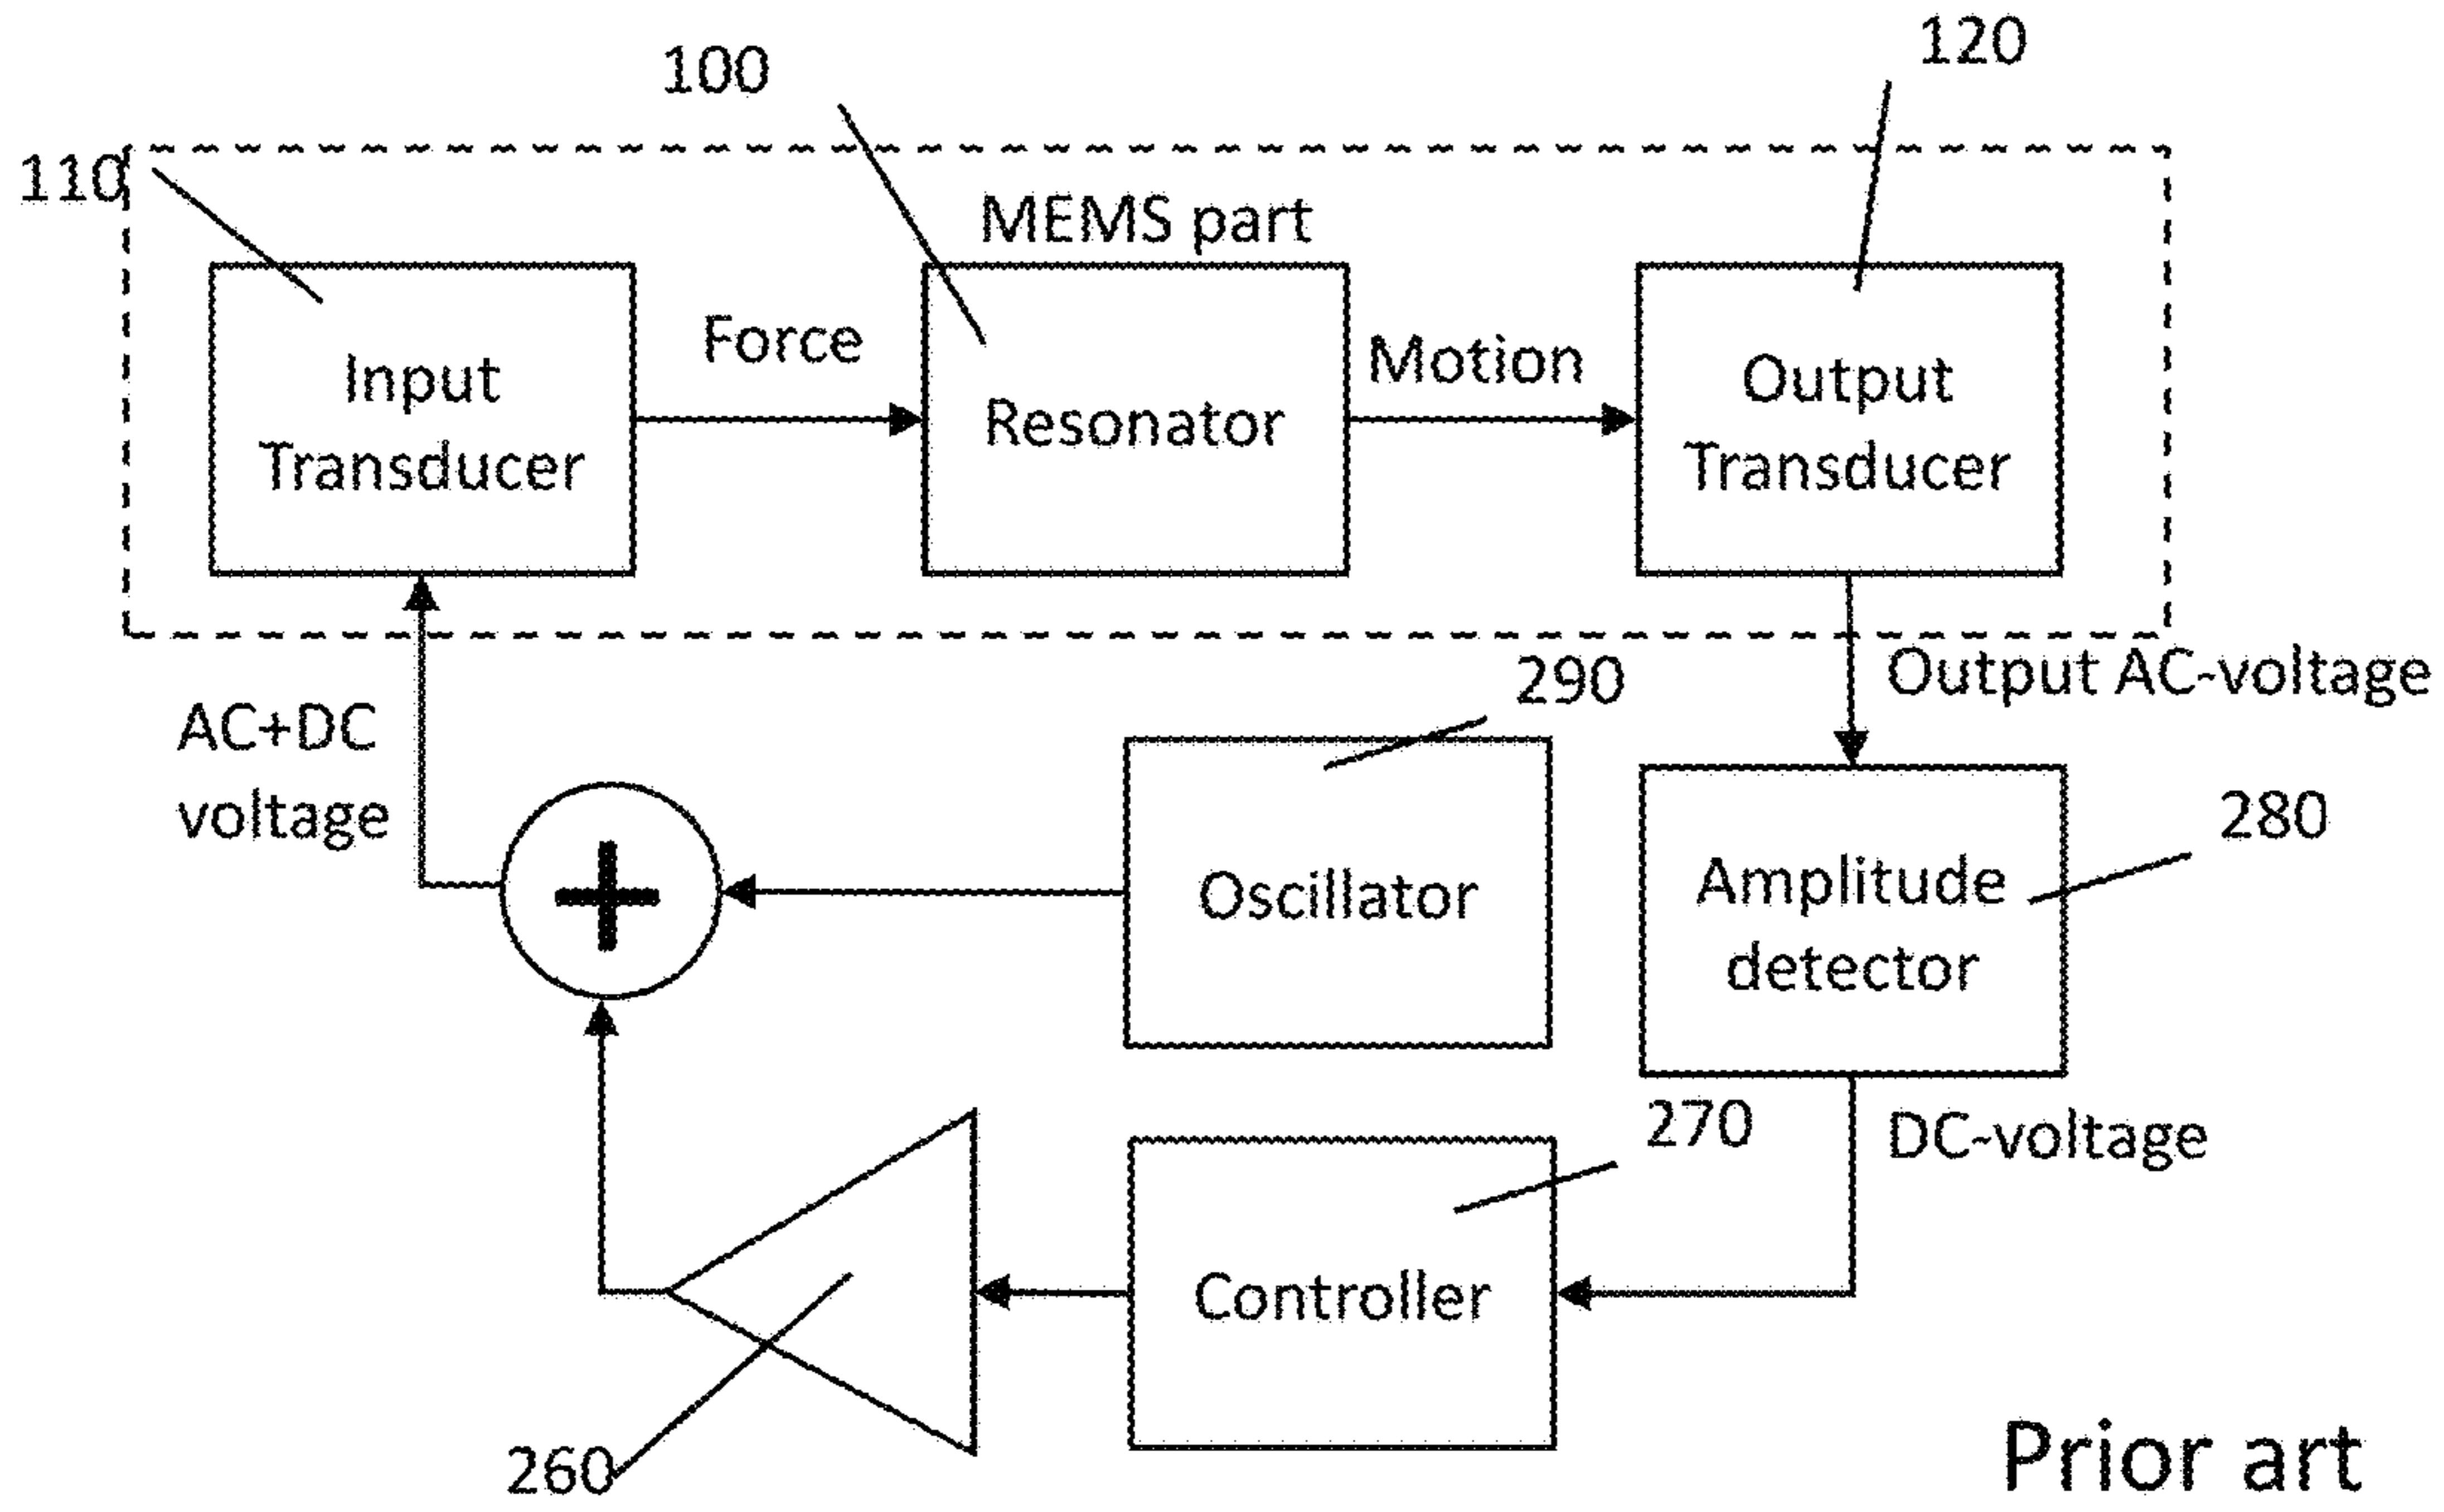 120
100
110
MEMS part
Force
Motion
Input
Transducer
Resonator
Output
Transducer
290
Output AC-voltage
AC+DC
voltage
280
+
Oscillator
Amplitude
detector
270
DC-voltage
Controller
260
Prior art